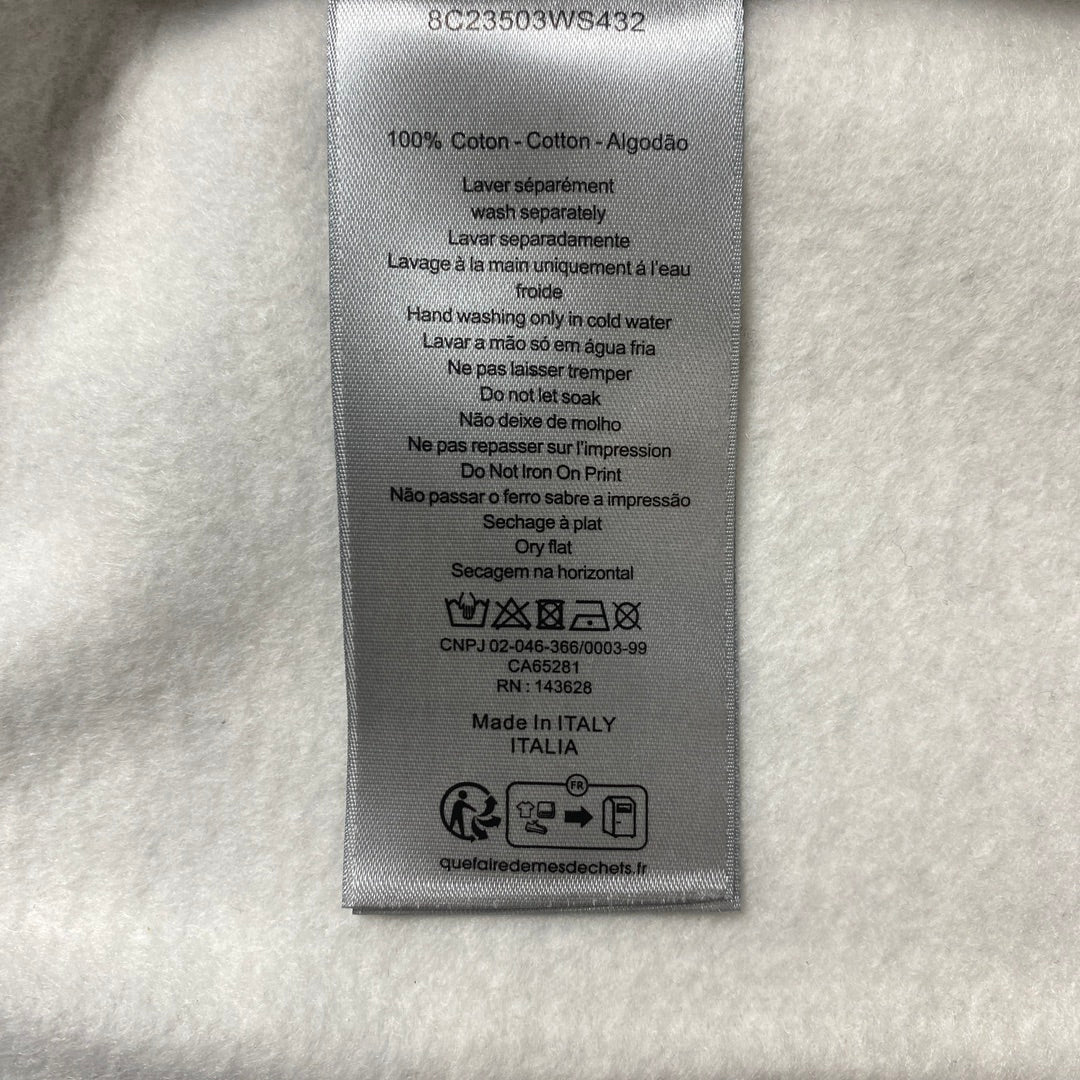 8C23503WS432
100% Coton - Cotton - Algodão
Laver séparément
wash separately
Lavar separadamente
Lavage à la main uniquement á l'eau
froide
Hand washing only in cold water
Lavar a mão só em água fria
Ne pas laisser tremper
Do not let soak
Não deixe de molho
Ne pas repasser sur l'impression
Do Not Iron On Print
Não passar o ferro sabre a impressão
Sechage à plat
Ory flat
Secagem na horizontal
CNPJ 02-046-366/0003-99
CA65281
RN : 143628
Made In ITALY
ITALIA
FR
quefairedemesdechets.fr